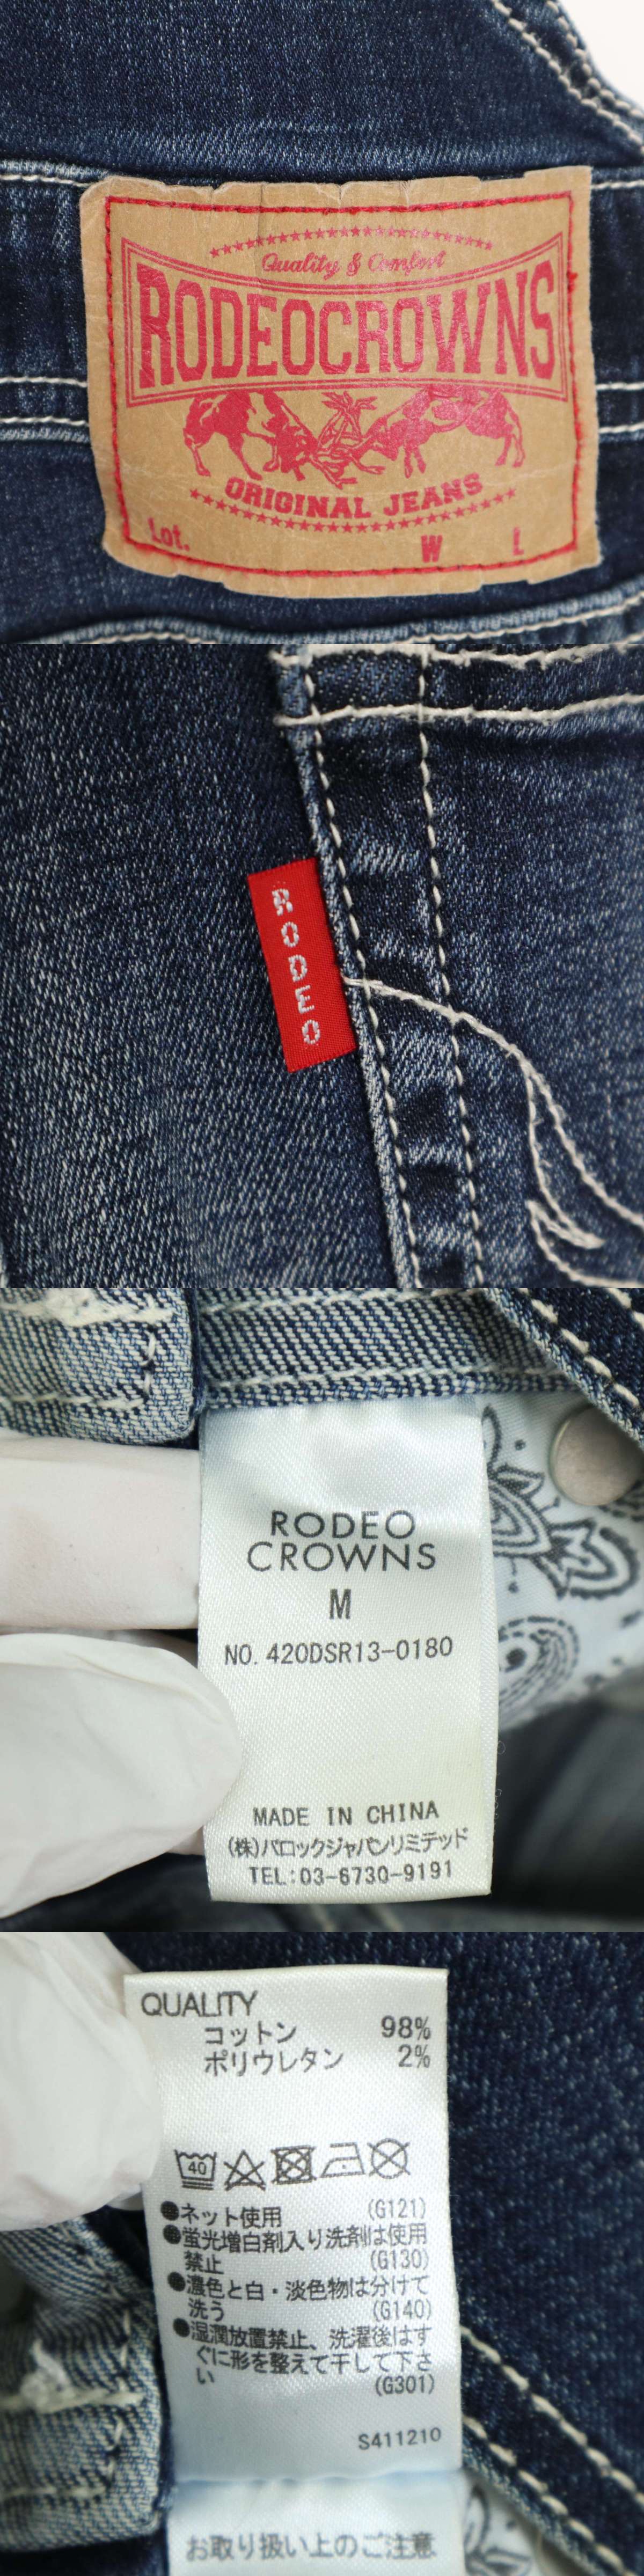 Quality & Comfort
RODEOCROWNS
ORIGINAL JEANS
Lot. W L
RODEO
RODEO
CROWNS
M
NO. 420DSR13-0180
MADE IN CHINA
(株)バロックジャパンリミテッド
TEL:03-6730-9191
QUALITY
コットン 98%
ポリウレタン 2%
40
●ネット使用 (G121)
●蛍光増白剤入り洗剤は使用
禁止 (G130)
●濃色と白・淡色物は分けて
洗う (G140)
●湿潤放置禁止、洗濯後はす
ぐに形を整えて干して下さ
い (G301)
S411210
お取り扱い上のご注意